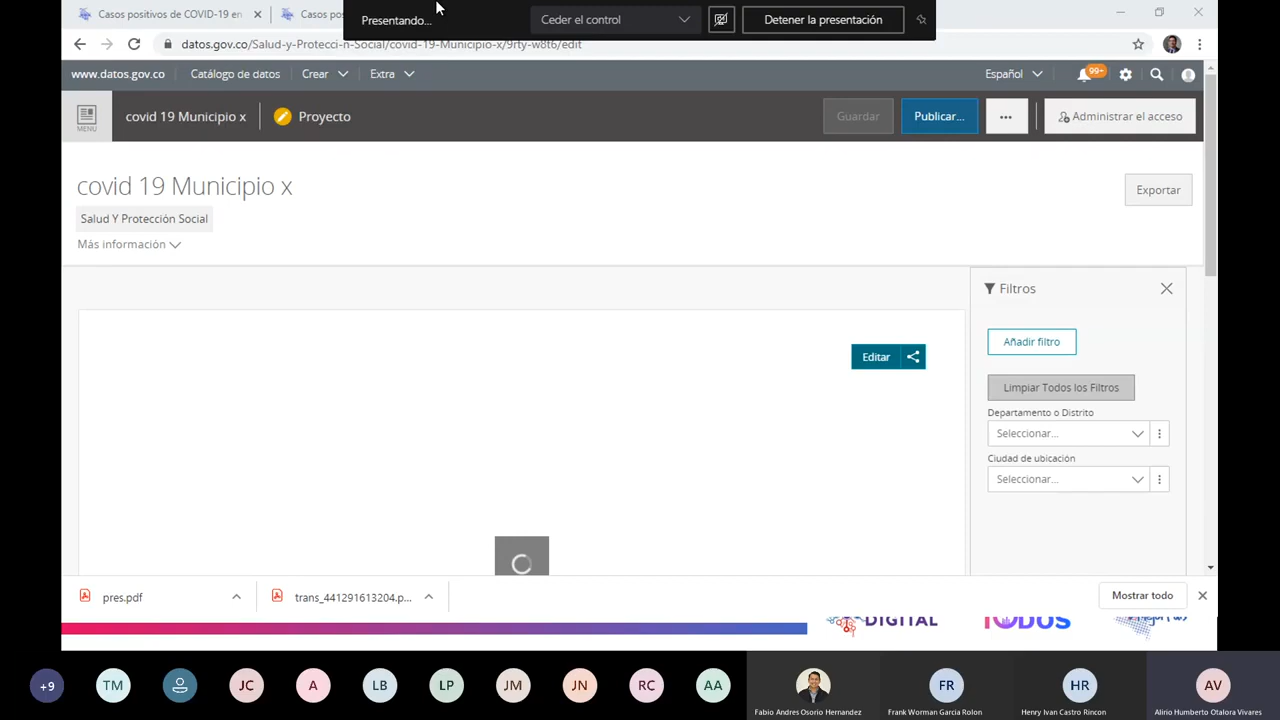 Casos positivos de COVID-19 en
Casos pos
Presentando...
Ceder el control
Detener la presentación
datos.gov.co/Salud-y-Protecci-n-Social/covid-19-Municipio-x/9rty-w8f6/edit
www.datos.gov.co
Catálogo de datos
Crear
Extra
Español
99+
MENU
covid 19 Municipio x
Proyecto
Guardar
Publicar...
Administrar el acceso
covid 19 Municipio x
Exportar
Salud Y Protección Social
Más información
Filtros
Añadir filtro
Editar
Limpiar Todos los Filtros
Departamento o Distrito
Seleccionar...
Ciudad de ubicación
Seleccionar...
pres.pdf
trans_441291613204.p...
Mostrar todo
DIGITAL
TODOS
+9
TM
JC
A
LB
LP
JM
JN
RC
AA
FR
HR
AV
Fabio Andres Osorio Hernandez
Frank Worman Garcia Rolon
Henry Ivan Castro Rincon
Alirio Humberto Otalora Vivares